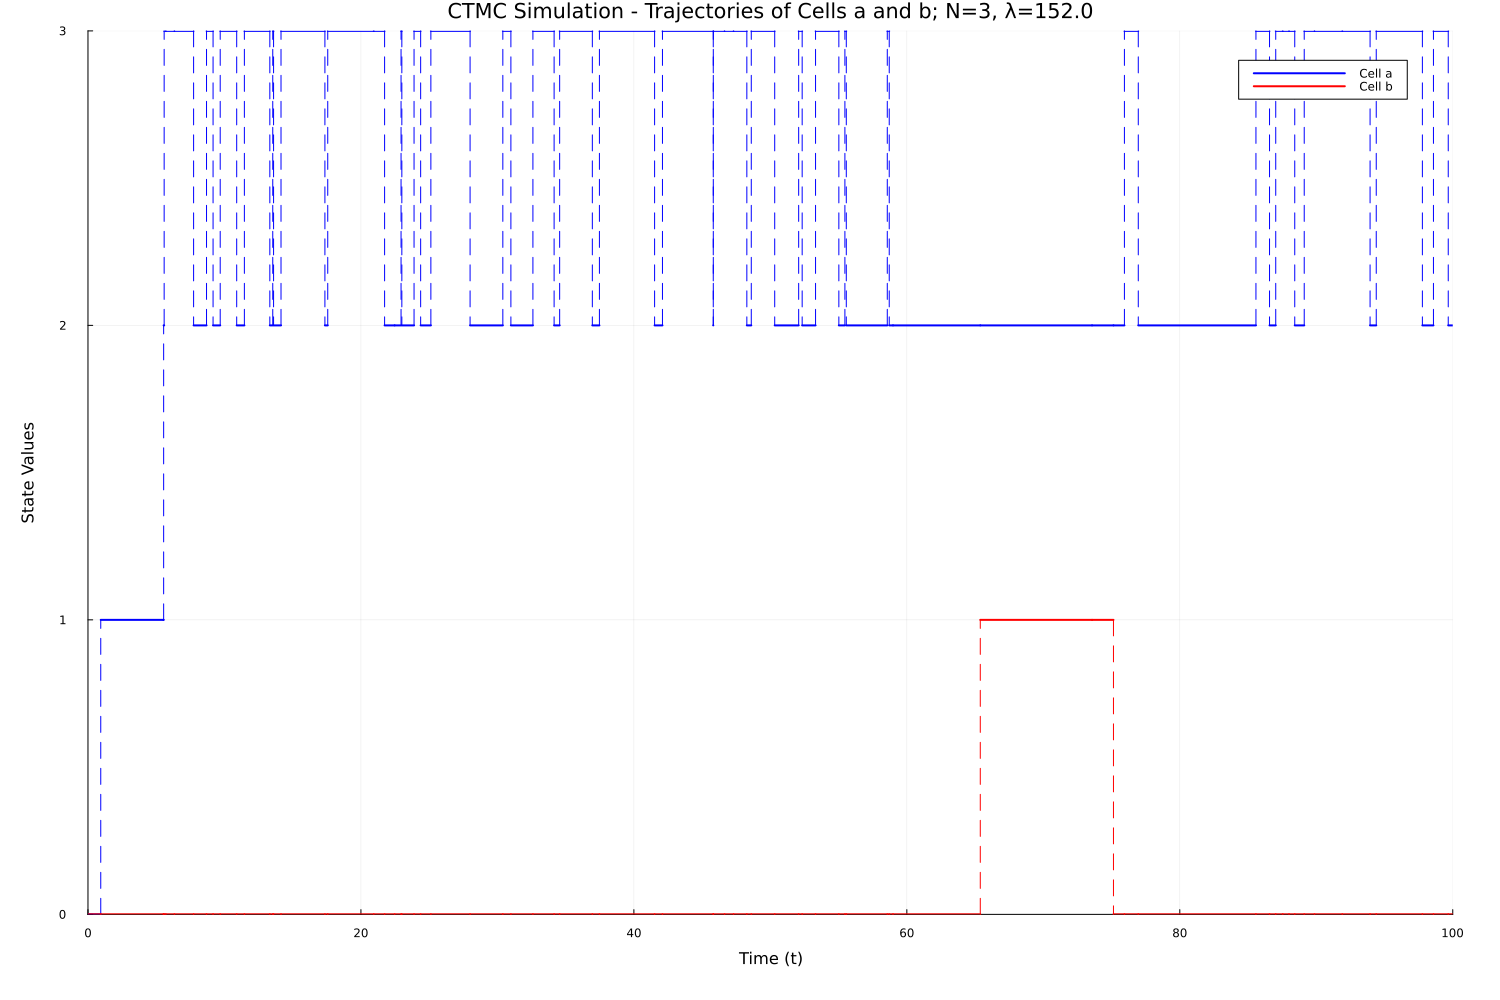 CTMC Simulation - Trajectories of Cells a and b; N=3, λ=152.0
3
Cell a
Cell b
2
State Values
1
0
0 20 40 60 80 100
Time (t)